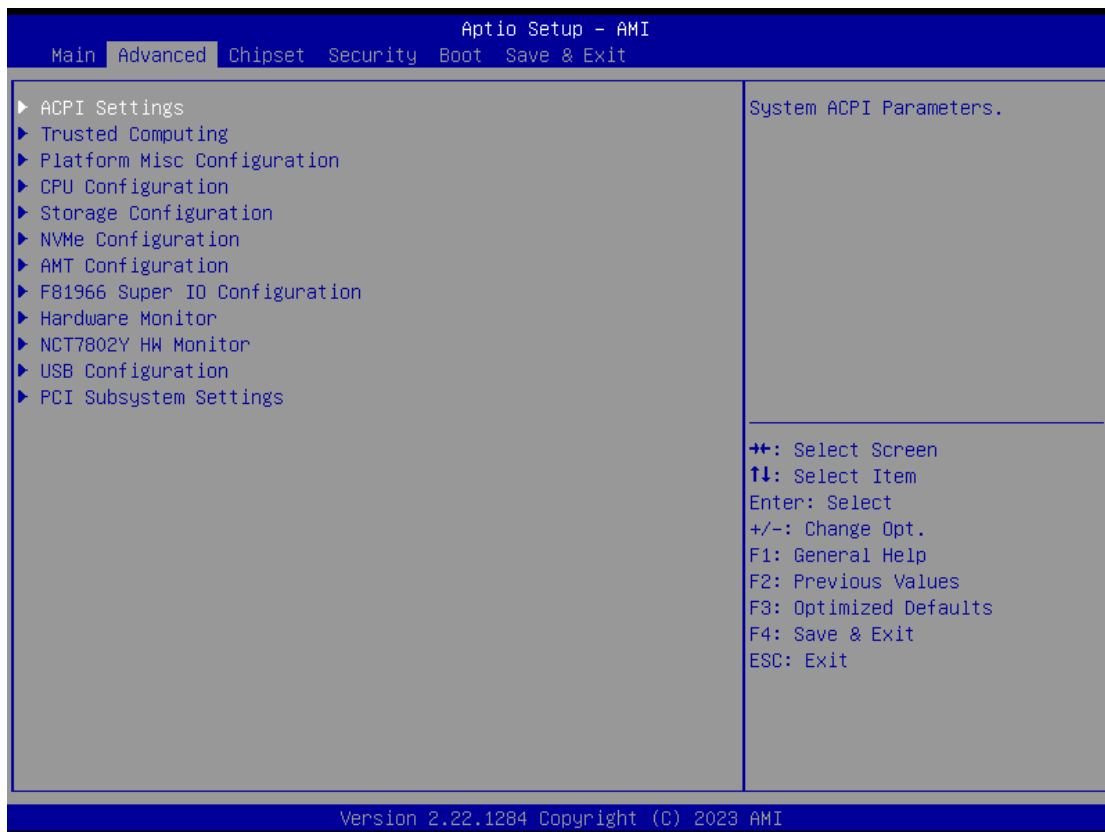 Aptio Setup – AMI
Main Advanced Chipset Security Boot Save & Exit
▶ ACPI Settings
▶ Trusted Computing
▶ Platform Misc Configuration
▶ CPU Configuration
▶ Storage Configuration
▶ NVMe Configuration
▶ AMT Configuration
▶ F81966 Super IO Configuration
▶ Hardware Monitor
▶ NCT7802Y HW Monitor
▶ USB Configuration
▶ PCI Subsystem Settings
System ACPI Parameters.
→←: Select Screen
↑↓: Select Item
Enter: Select
+/-: Change Opt.
F1: General Help
F2: Previous Values
F3: Optimized Defaults
F4: Save & Exit
ESC: Exit
Version 2.22.1284 Copyright (C) 2023 AMI